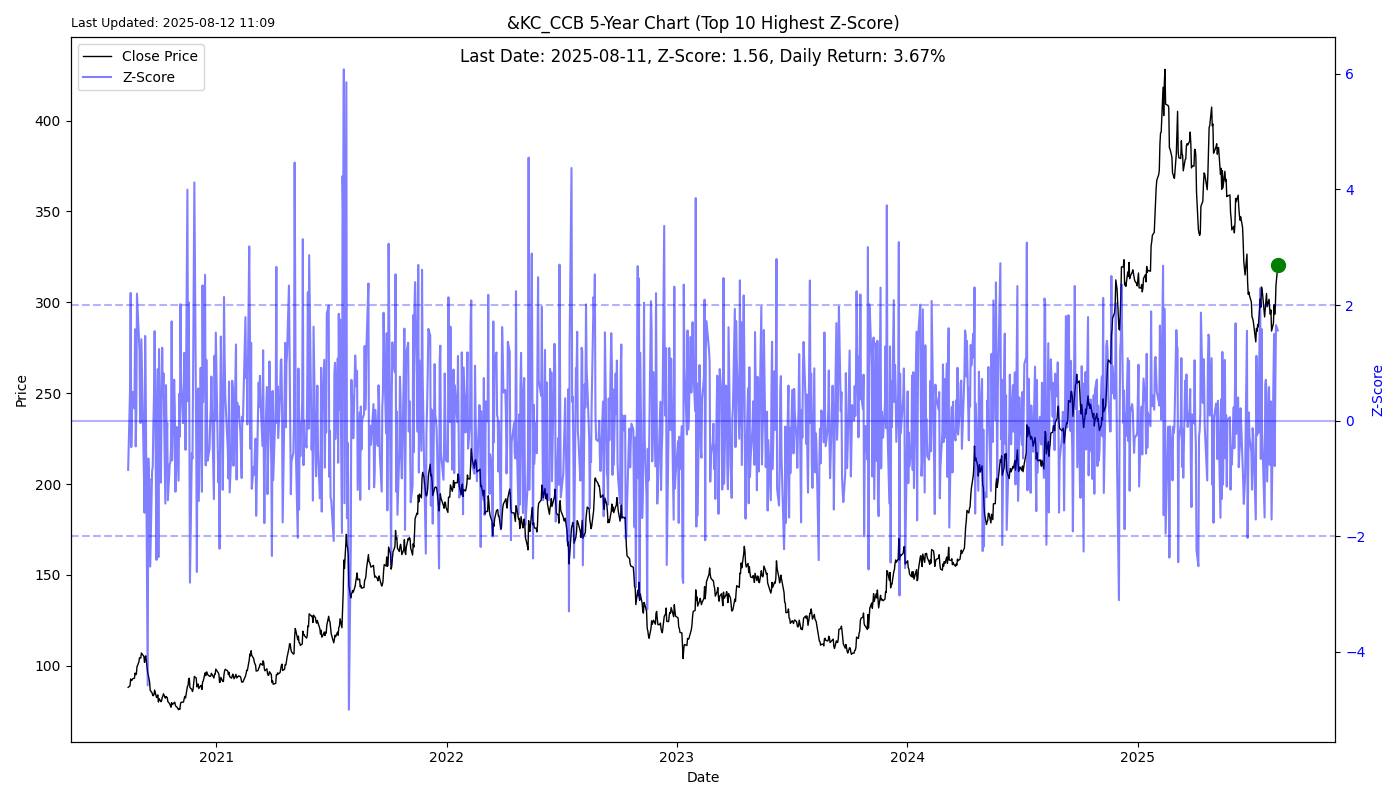 Last Updated: 2025-08-12 11:09
&KC_CCB 5-Year Chart (Top 10 Highest Z-Score)
Last Date: 2025-08-11, Z-Score: 1.56, Daily Return: 3.67%
Close Price
Z-Score
400
350
300
250
200
150
100
Price
6
4
2
0
−2
−4
Z-Score
2021
2022
2023
2024
2025
Date